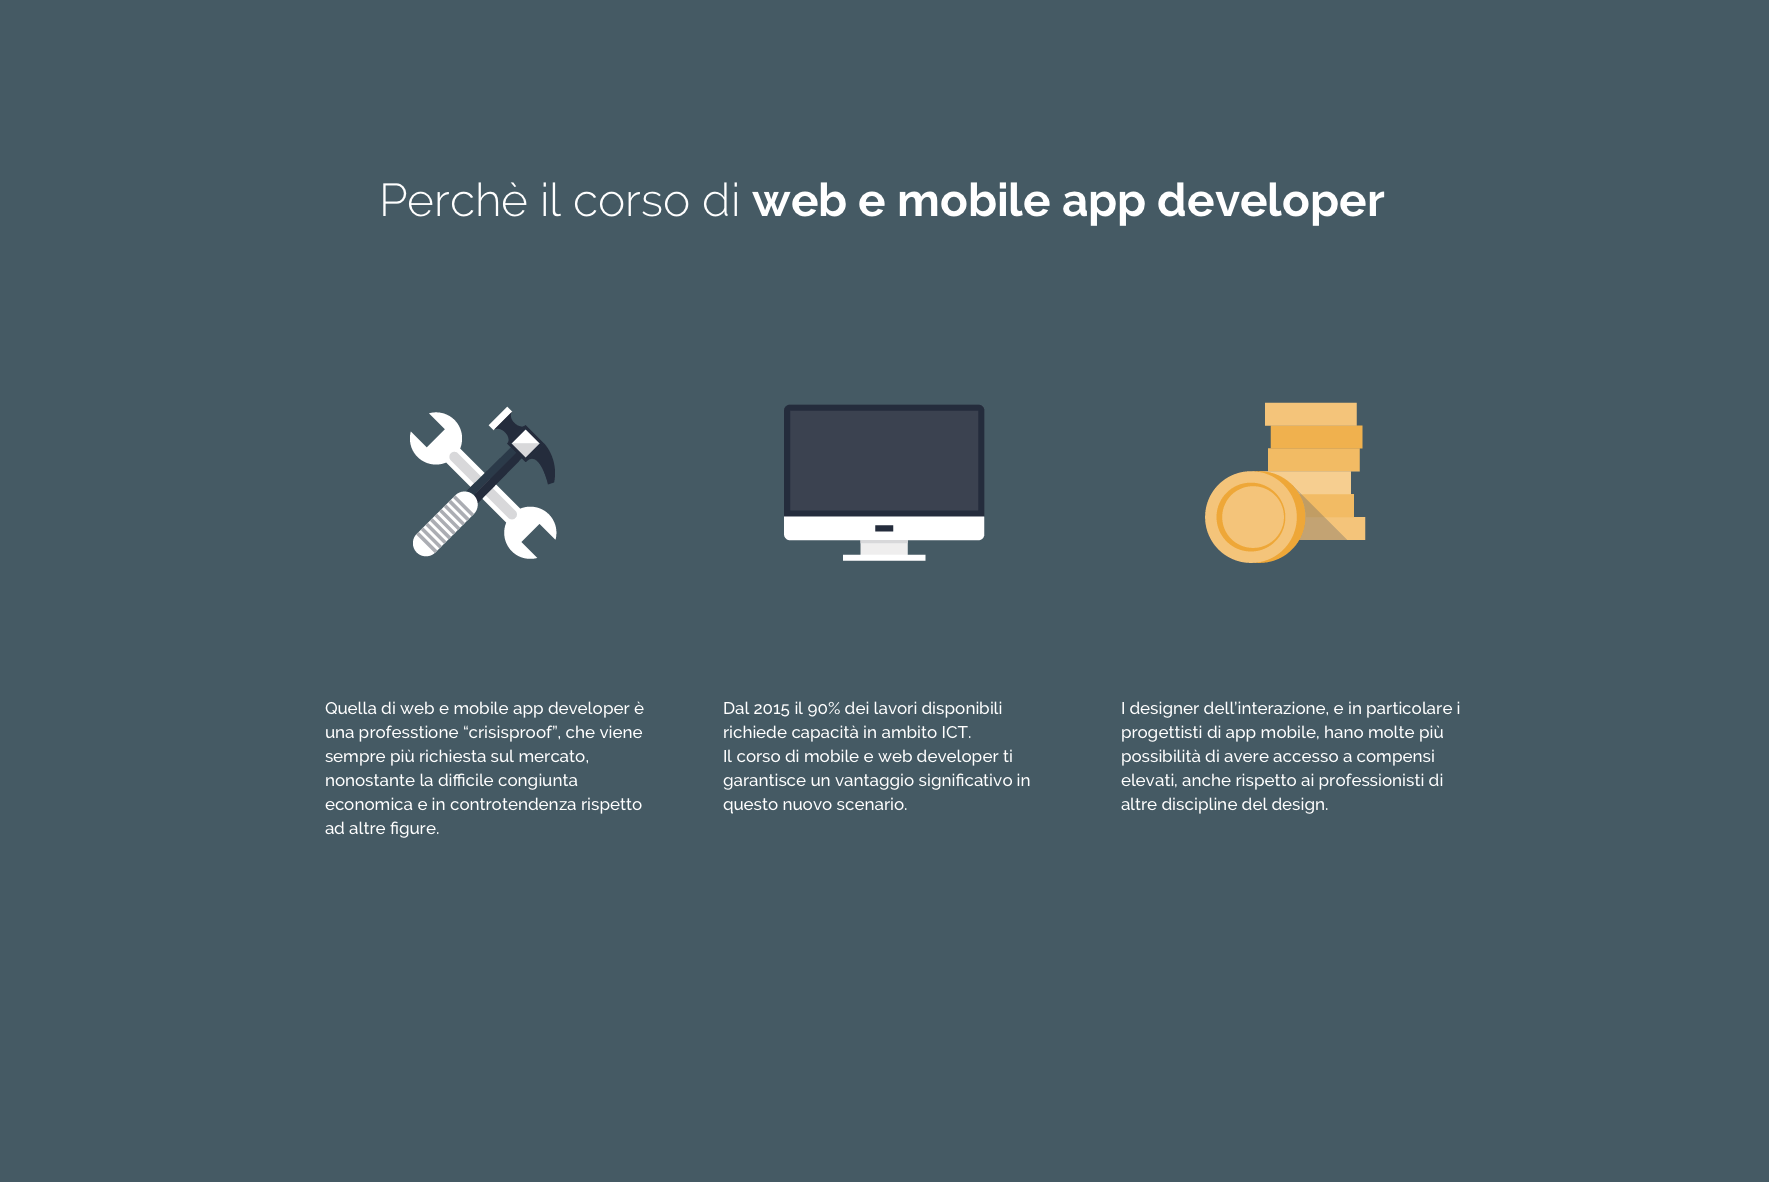 Perchè il corso di web e mobile app developer
Quella di web e mobile app developer è
una professtione “crisisproof”, che viene
sempre più richiesta sul mercato,
nonostante la difficile congiunta
economica e in controtendenza rispetto
ad altre figure.
Dal 2015 il 90% dei lavori disponibili
richiede capacità in ambito ICT.
Il corso di mobile e web developer ti
garantisce un vantaggio significativo in
questo nuovo scenario.
I designer dell’interazione, e in particolare i
progettisti di app mobile, hano molte più
possibilità di avere accesso a compensi
elevati, anche rispetto ai professionisti di
altre discipline del design.